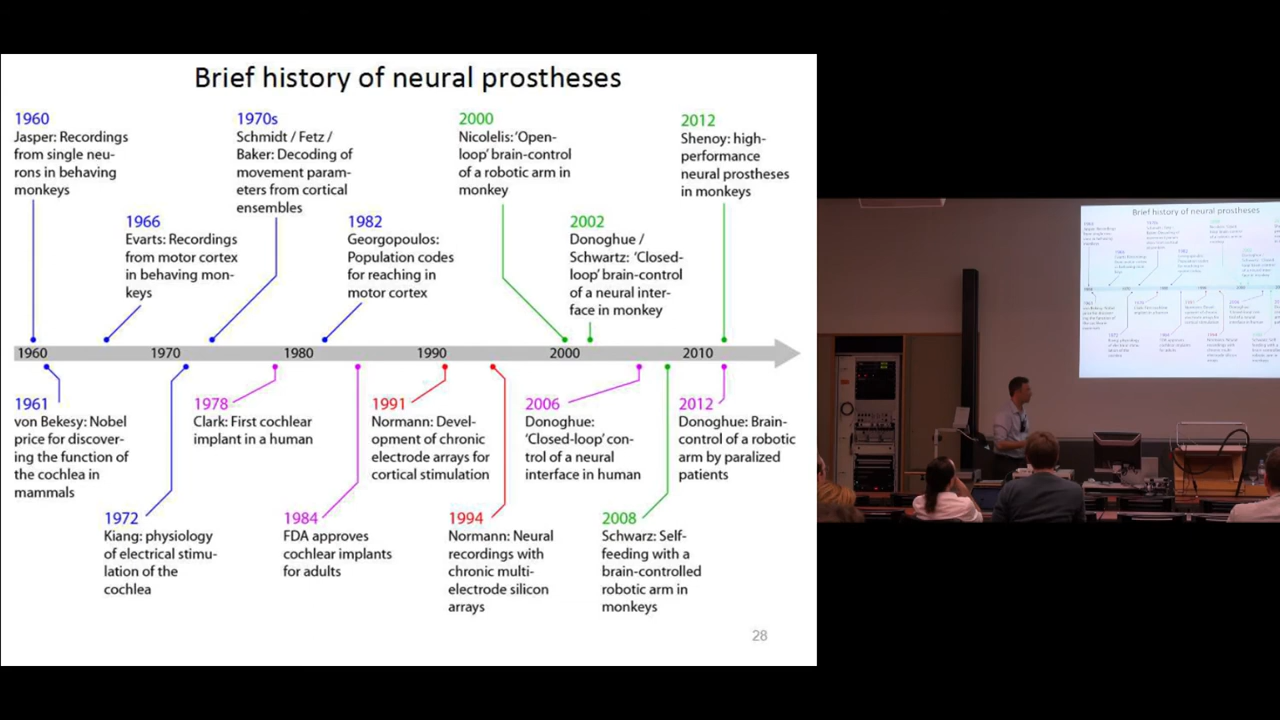 Brief history of neural prostheses
1960
Jasper: Recordings
from single neu-
rons in behaving
monkeys
1970s
Schmidt / Fetz /
Baker: Decoding of
movement param-
eters from cortical
ensembles
2000
Nicolelis: 'Open-
loop' brain-control
of a robotic arm in
monkey
2012
Shenoy: high-
performance
neural prostheses
in monkeys
1966
Evarts: Recordings
from motor cortex
in behaving mon-
keys
1982
Georgopoulos:
Population codes
for reaching in
motor cortex
2002
Donoghue /
Schwartz: 'Closed-
loop' brain-control
of a neural inter-
face in monkey
1960 1970 1980 1990 2000 2010
1961
von Bekesy: Nobel
price for discover-
ing the function of
the cochlea in
mammals
1978
Clark: First cochlear
implant in a human
1991
Normann: Devel-
opment of chronic
electrode arrays for
cortical stimulation
2006
Donoghue:
'Closed-loop' con-
trol of a neural
interface in human
2012
Donoghue: Brain-
control of a robotic
arm by paralized
patients
1972
Kiang: physiology
of electrical stimu-
lation of the
cochlea
1984
FDA approves
cochlear implants
for adults
1994
Normann: Neural
recordings with
chronic multi-
electrode silicon
arrays
2008
Schwarz: Self-
feeding with a
brain-controlled
robotic arm in
monkeys
28
Brief history of neural prostheses